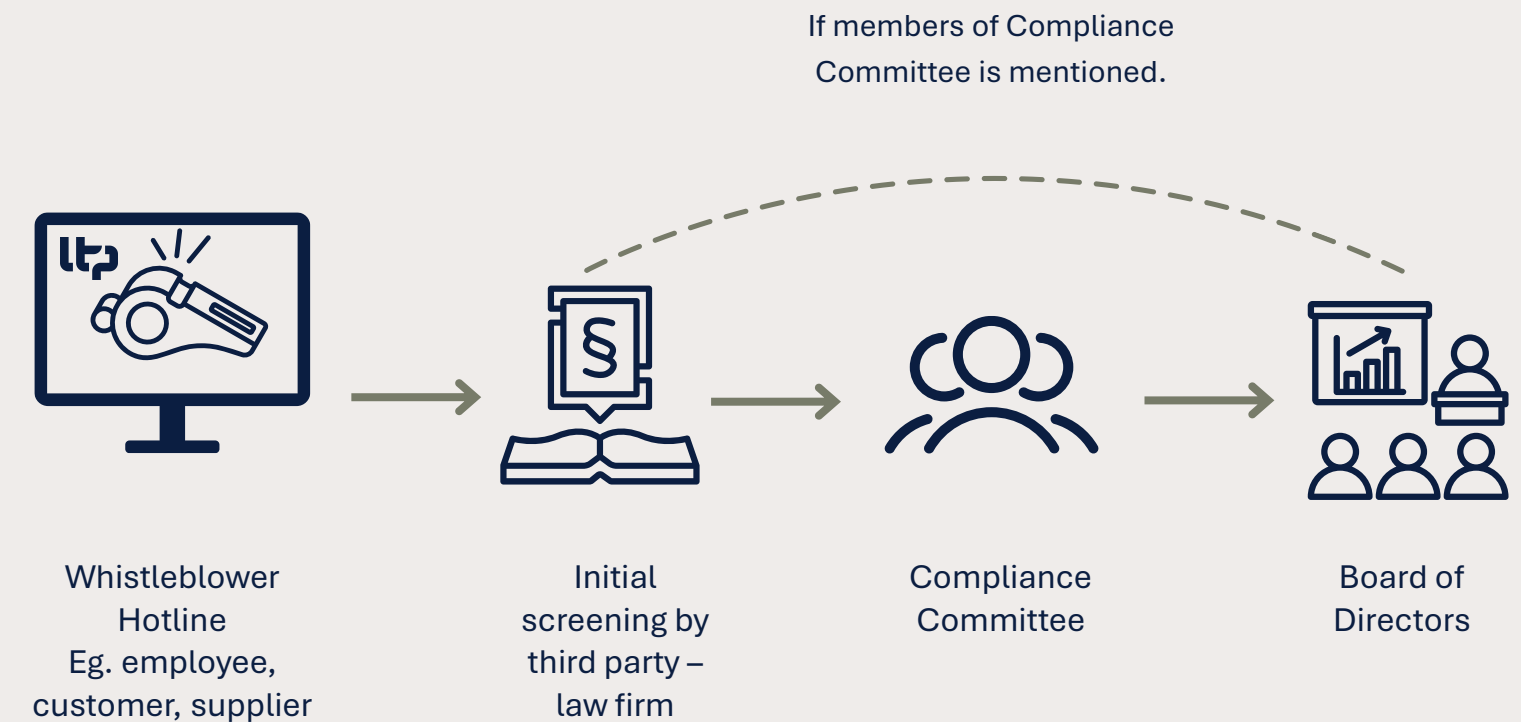 If members of Compliance
Committee is mentioned.
ltp
§
Whistleblower
Hotline
Eg. employee,
customer, supplier
Initial
screening by
third party –
law firm
Compliance
Committee
Board of
Directors